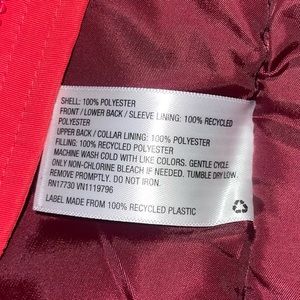 SHELL: 100% POLYESTER
FRONT / LOWER BACK / SLEEVE LINING: 100% RECYCLED
POLYESTER
UPPER BACK / COLLAR LINING: 100% POLYESTER
FILLING: 100% RECYCLED POLYESTER
MACHINE WASH COLD WITH LIKE COLORS. GENTLE CYCLE.
ONLY NON-CHLORINE BLEACH IF NEEDED. TUMBLE DRY LOW.
REMOVE PROMPTLY. DO NOT IRON.
RN17730 VN1119796
LABEL MADE FROM 100% RECYCLED PLASTIC